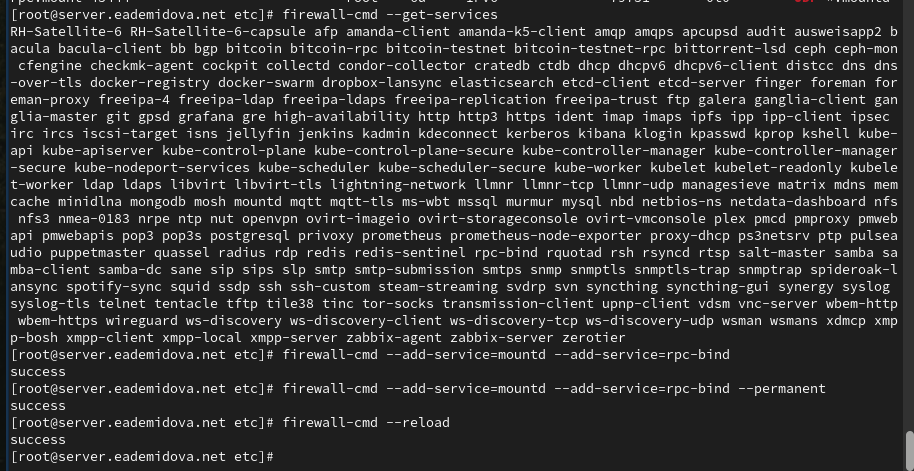 [root@server.eademidova.net etc]# firewall-cmd --get-services
RH-Satellite-6 RH-Satellite-6-capsule afp amanda-client amanda-k5-client amqp amqps apcupsd audit ausweisapp2 b
acula bacula-client bb bgp bitcoin bitcoin-rpc bitcoin-testnet bitcoin-testnet-rpc bittorrent-lsd ceph ceph-mon
 cfengine checkmk-agent cockpit collectd condor-collector cratedb ctdb dhcp dhcpv6 dhcpv6-client distcc dns dns
-over-tls docker-registry docker-swarm dropbox-lansync elasticsearch etcd-client etcd-server finger foreman for
eman-proxy freeipa-4 freeipa-ldap freeipa-ldaps freeipa-replication freeipa-trust ftp galera ganglia-client gan
glia-master git gpsd grafana gre high-availability http http3 https ident imap imaps ipfs ipp ipp-client ipsec
irc ircs iscsi-target isns jellyfin jenkins kadmin kdeconnect kerberos kibana klogin kpasswd kprop kshell kube-
api kube-apiserver kube-control-plane kube-control-plane-secure kube-controller-manager kube-controller-manager
-secure kube-nodeport-services kube-scheduler kube-scheduler-secure kube-worker kubelet kubelet-readonly kubele
t-worker ldap ldaps libvirt libvirt-tls lightning-network llmnr llmnr-tcp llmnr-udp managesieve matrix mdns mem
cache minidlna mongodb mosh mountd mqtt mqtt-tls ms-wbt mssql murmur mysql nbd netbios-ns netdata-dashboard nfs
 nfs3 nmea-0183 nrpe ntp nut openvpn ovirt-imageio ovirt-storageconsole ovirt-vmconsole plex pmcd pmproxy pmweb
api pmwebapis pop3 pop3s postgresql privoxy prometheus prometheus-node-exporter proxy-dhcp ps3netsrv ptp pulsea
udio puppetmaster quassel radius rdp redis redis-sentinel rpc-bind rquotad rsh rsyncd rtsp salt-master samba sa
mba-client samba-dc sane sip sips slp smtp smtp-submission smtps snmp snmptls snmptls-trap snmptrap spideroak-l
ansync spotify-sync squid ssdp ssh ssh-custom steam-streaming svdrp svn syncthing syncthing-gui synergy syslog
syslog-tls telnet tentacle tftp tile38 tinc tor-socks transmission-client upnp-client vdsm vnc-server wbem-http
 wbem-https wireguard ws-discovery ws-discovery-client ws-discovery-tcp ws-discovery-udp wsman wsmans xdmcp xmp
p-bosh xmpp-client xmpp-local xmpp-server zabbix-agent zabbix-server zerotier
[root@server.eademidova.net etc]# firewall-cmd --add-service=mountd --add-service=rpc-bind
success
[root@server.eademidova.net etc]# firewall-cmd --add-service=mountd --add-service=rpc-bind --permanent
success
[root@server.eademidova.net etc]# firewall-cmd --reload
success
[root@server.eademidova.net etc]#